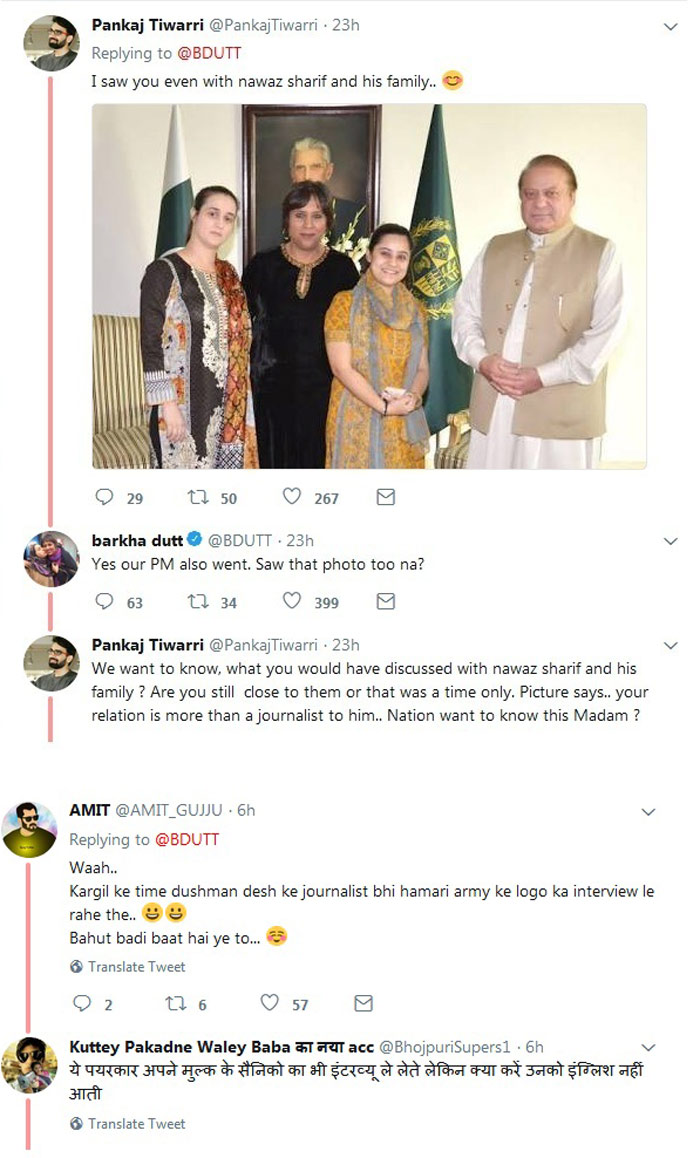 Pankaj Tiwarri @PankajTiwarri · 23h
Replying to @BDUTT
I saw you even with nawaz sharif and his family.. 😊
29 50 267
barkha dutt @BDUTT · 23h
Yes our PM also went. Saw that photo too na?
63 34 399
Pankaj Tiwarri @PankajTiwarri · 23h
We want to know, what you would have discussed with nawaz sharif and his
family ? Are you still close to them or that was a time only. Picture says.. your
relation is more than a journalist to him.. Nation want to know this Madam ?
AMIT @AMIT_GUJJU · 6h
Replying to @BDUTT
Waah..
Kargil ke time dushman desh ke journalist bhi hamari army ke logo ka interview le
rahe the.. 😀😀
Bahut badi baat hai ye to... ☺️
Translate Tweet
2 6 57
Kuttey Pakadne Waley Baba का नया acc @BhojpuriSupers1 · 6h
ये पयरकार अपने मुल्क के सैनिको का भी इंटरव्यू ले लेते लेकिन क्या करें उनको इंग्लिश नहीं
आती
Translate Tweet